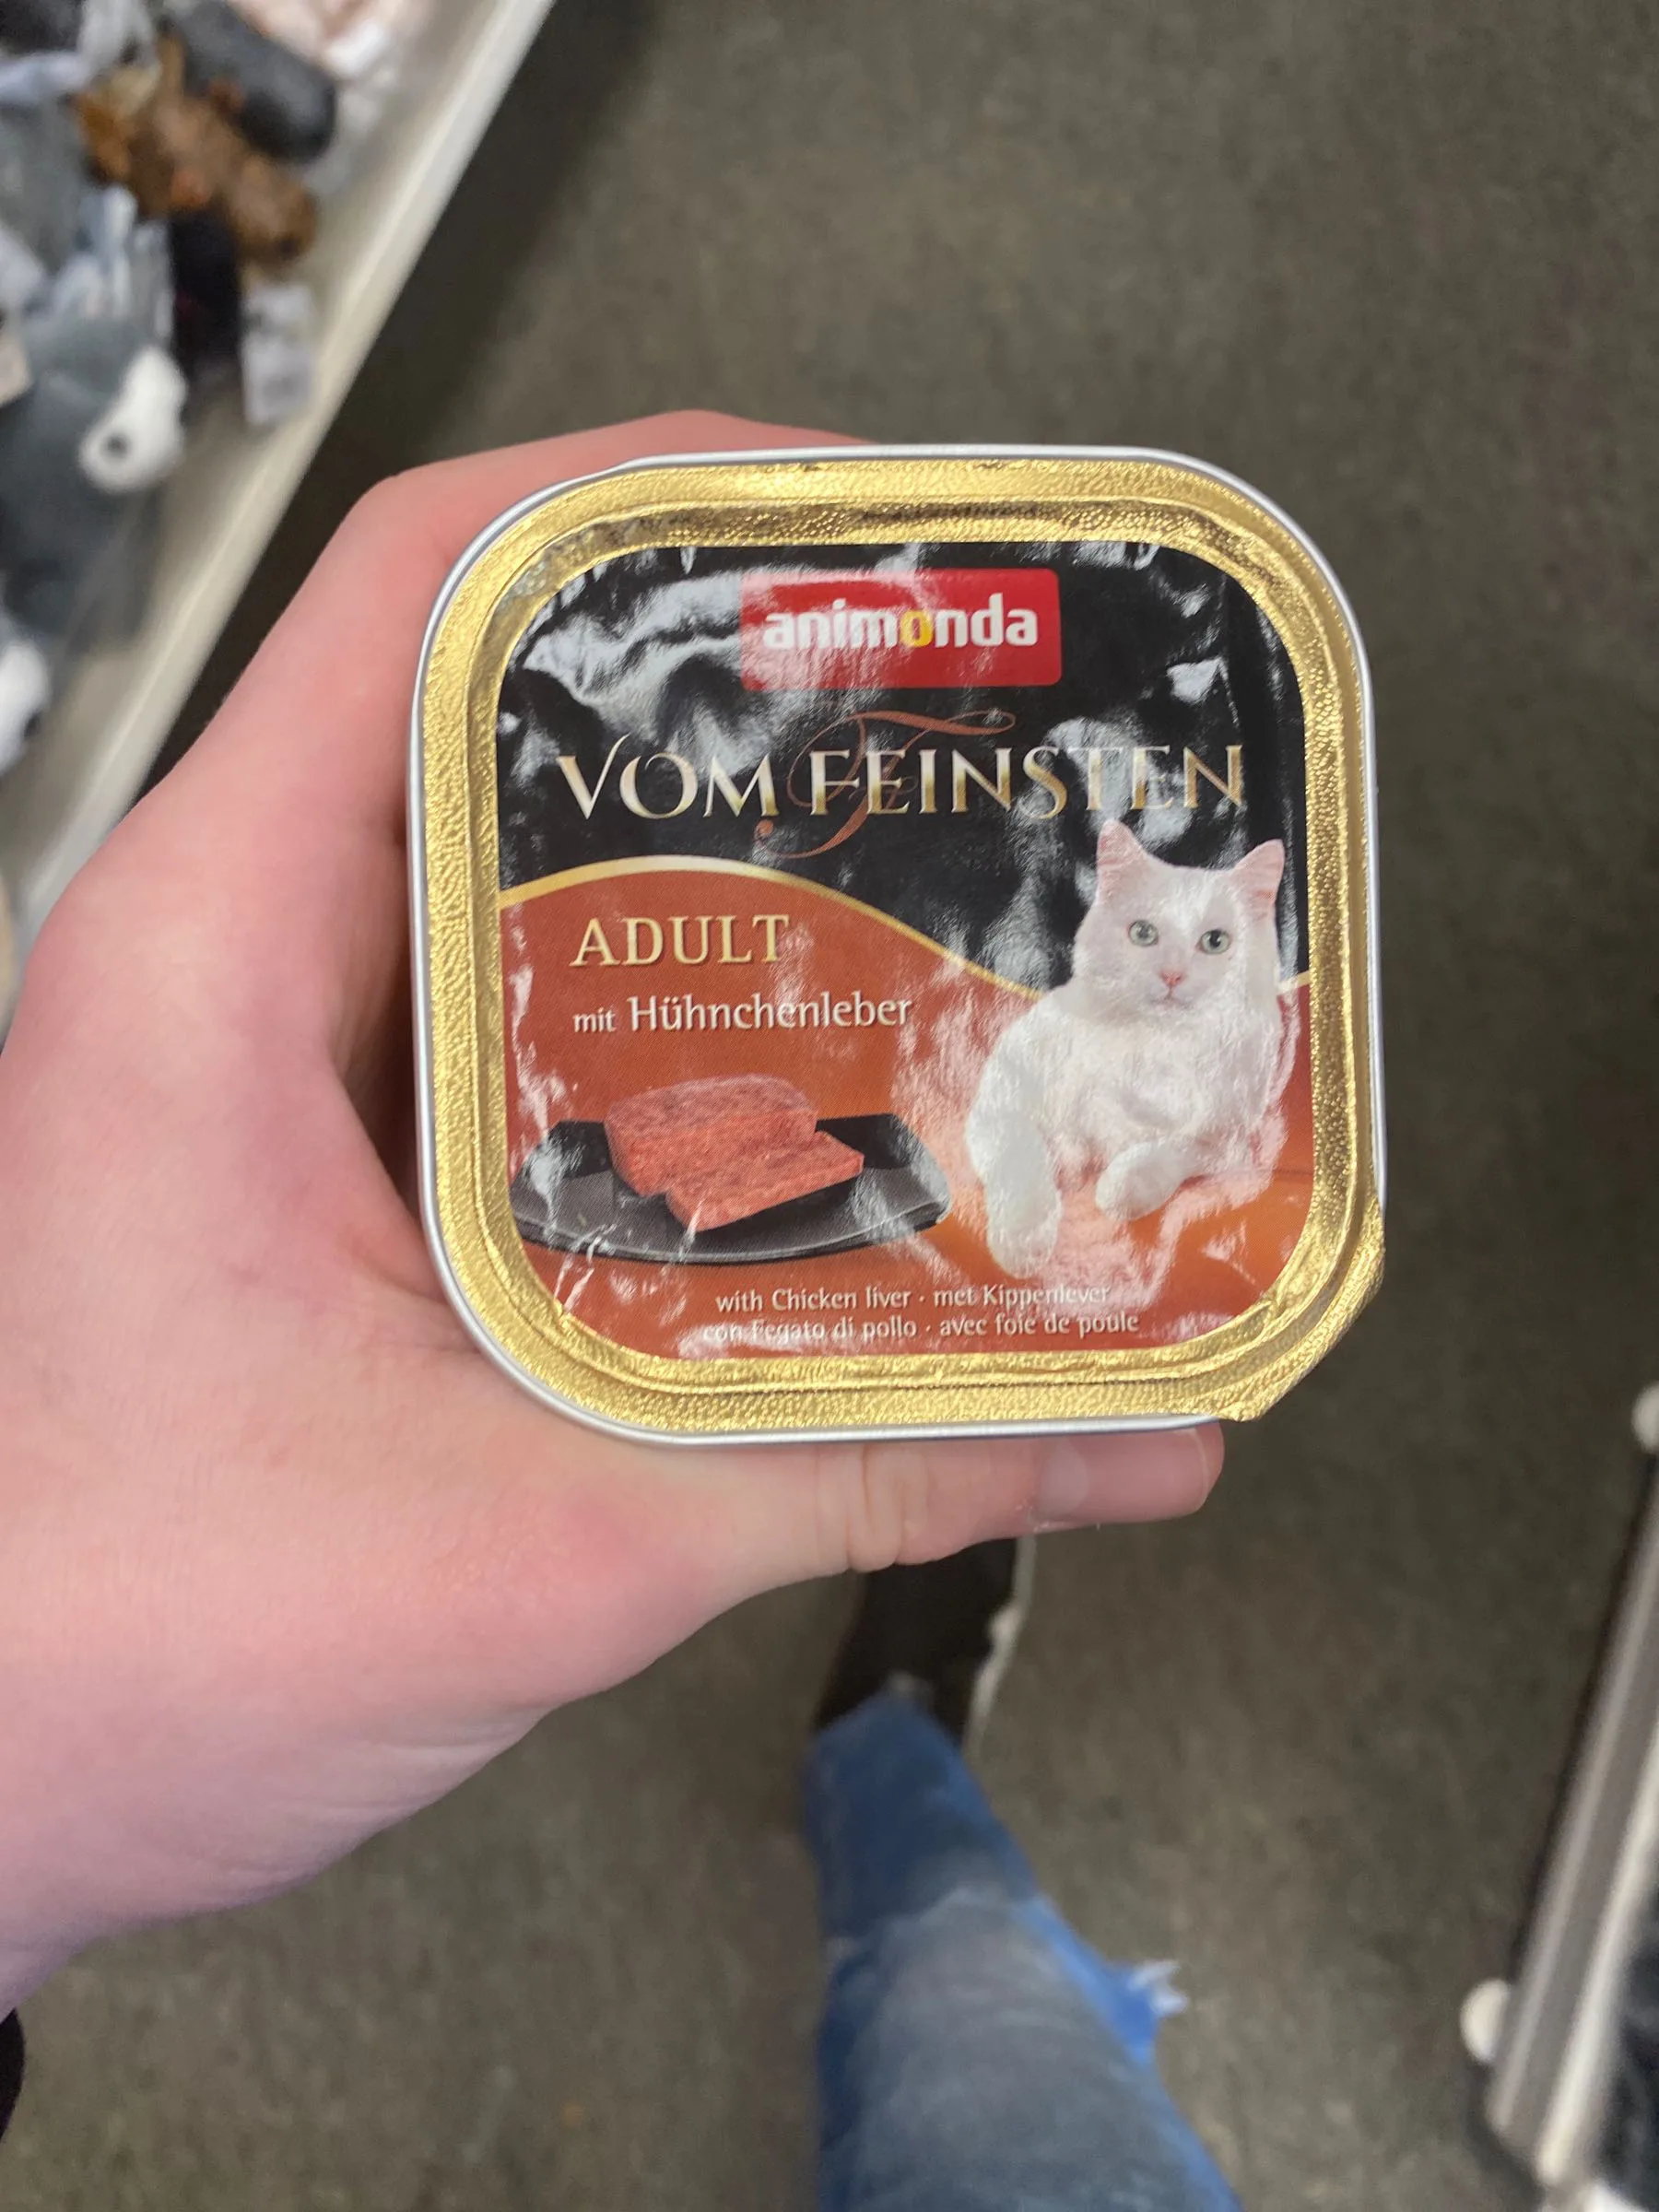 animonda
VOM FEINSTEN
ADULT
mit Hühnchenleber
with Chicken liver · met Kippenlever
con Fegato di pollo · avec foie de poule